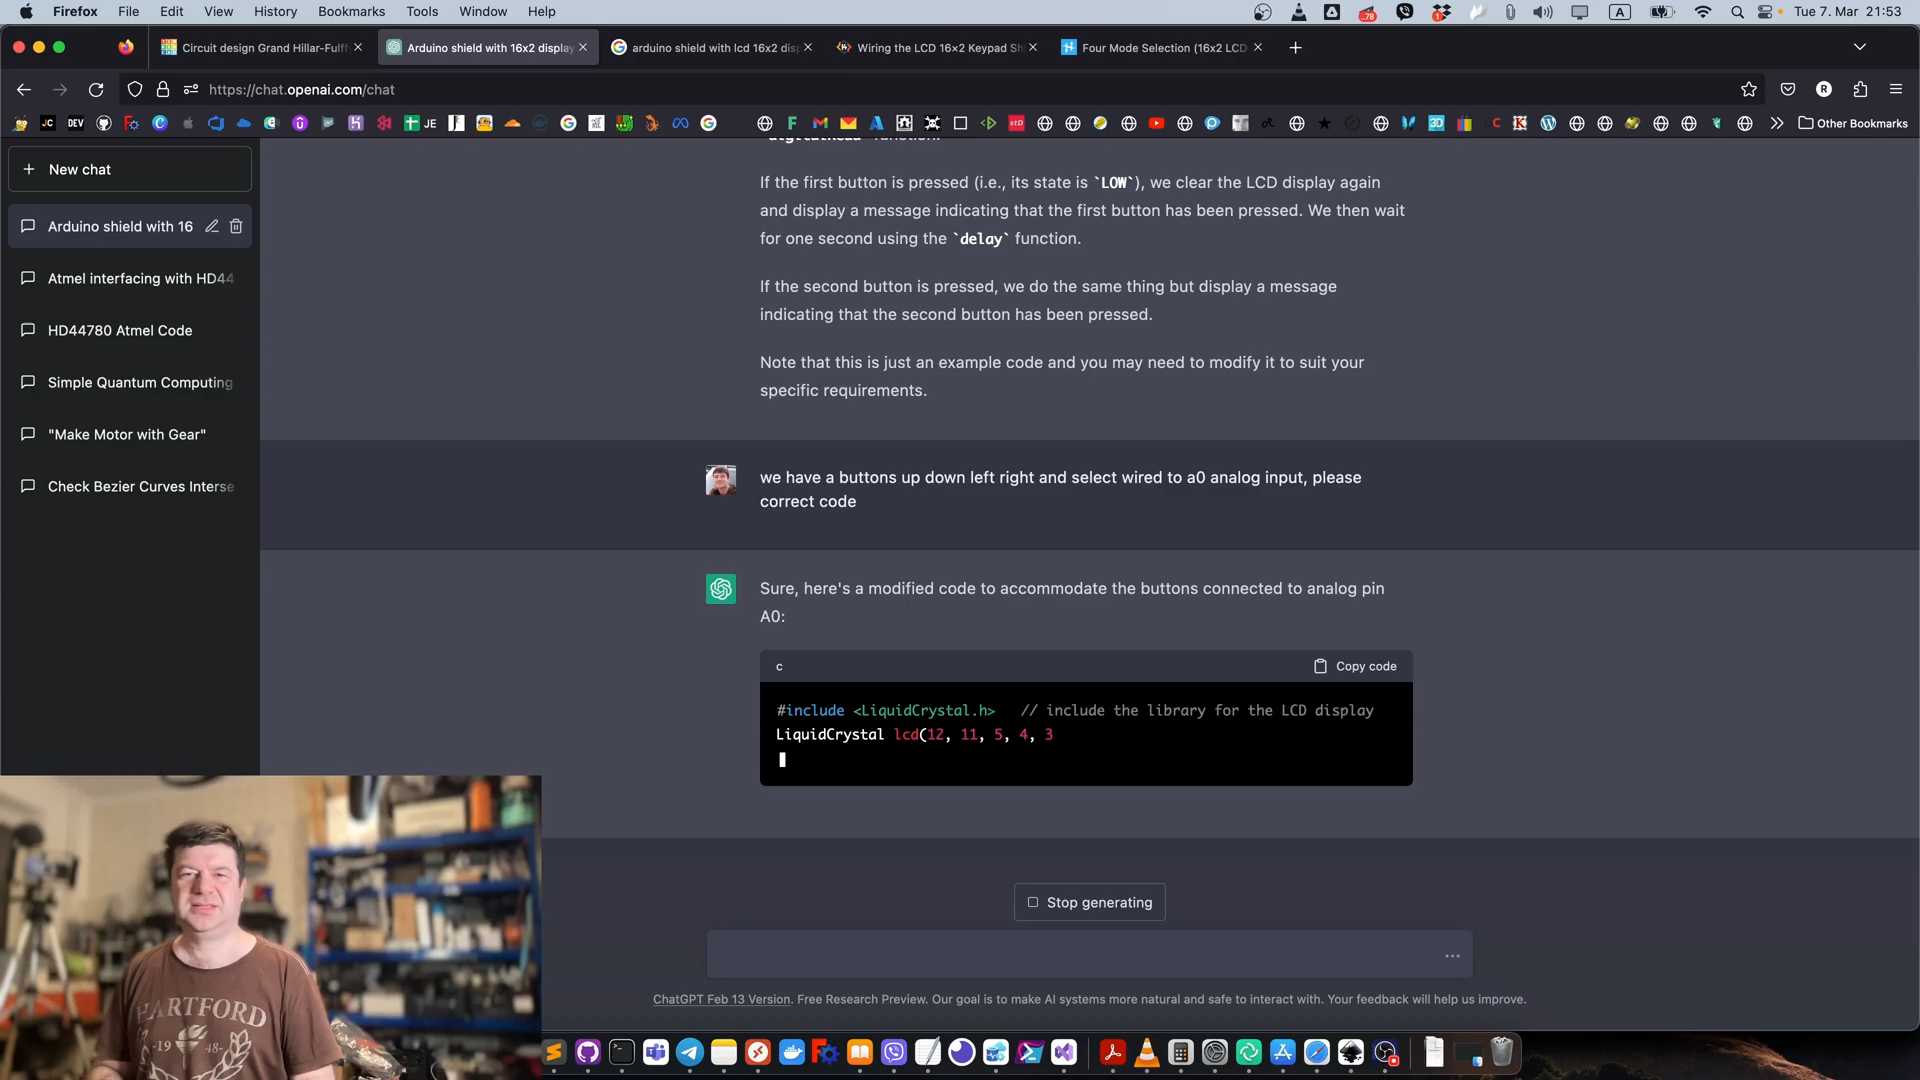 Firefox File Edit View History Bookmarks Tools Window Help
Tue 7. Mar 21:53
Circuit design Grand Hillar-Fulff
Arduino shield with 16x2 display
arduino shield with lcd 16x2 dis
Wiring the LCD 16×2 Keypad Sh
Four Mode Selection (16x2 LCD
https://chat.openai.com/chat
JE
Other Bookmarks
New chat
Arduino shield with 16
Atmel interfacing with HD44
HD44780 Atmel Code
Simple Quantum Computing
"Make Motor with Gear"
Check Bezier Curves Interse
If the first button is pressed (i.e., its state is `LOW`), we clear the LCD display again
and display a message indicating that the first button has been pressed. We then wait
for one second using the `delay` function.
If the second button is pressed, we do the same thing but display a message
indicating that the second button has been pressed.
Note that this is just an example code and you may need to modify it to suit your
specific requirements.
we have a buttons up down left right and select wired to a0 analog input, please
correct code
Sure, here's a modified code to accommodate the buttons connected to analog pin
A0:
c
Copy code
#include <LiquidCrystal.h> // include the library for the LCD display
LiquidCrystal lcd(12, 11, 5, 4, 3
Stop generating
ChatGPT Feb 13 Version. Free Research Preview. Our goal is to make AI systems more natural and safe to interact with. Your feedback will help us improve.
HARTFORD
-19 48-